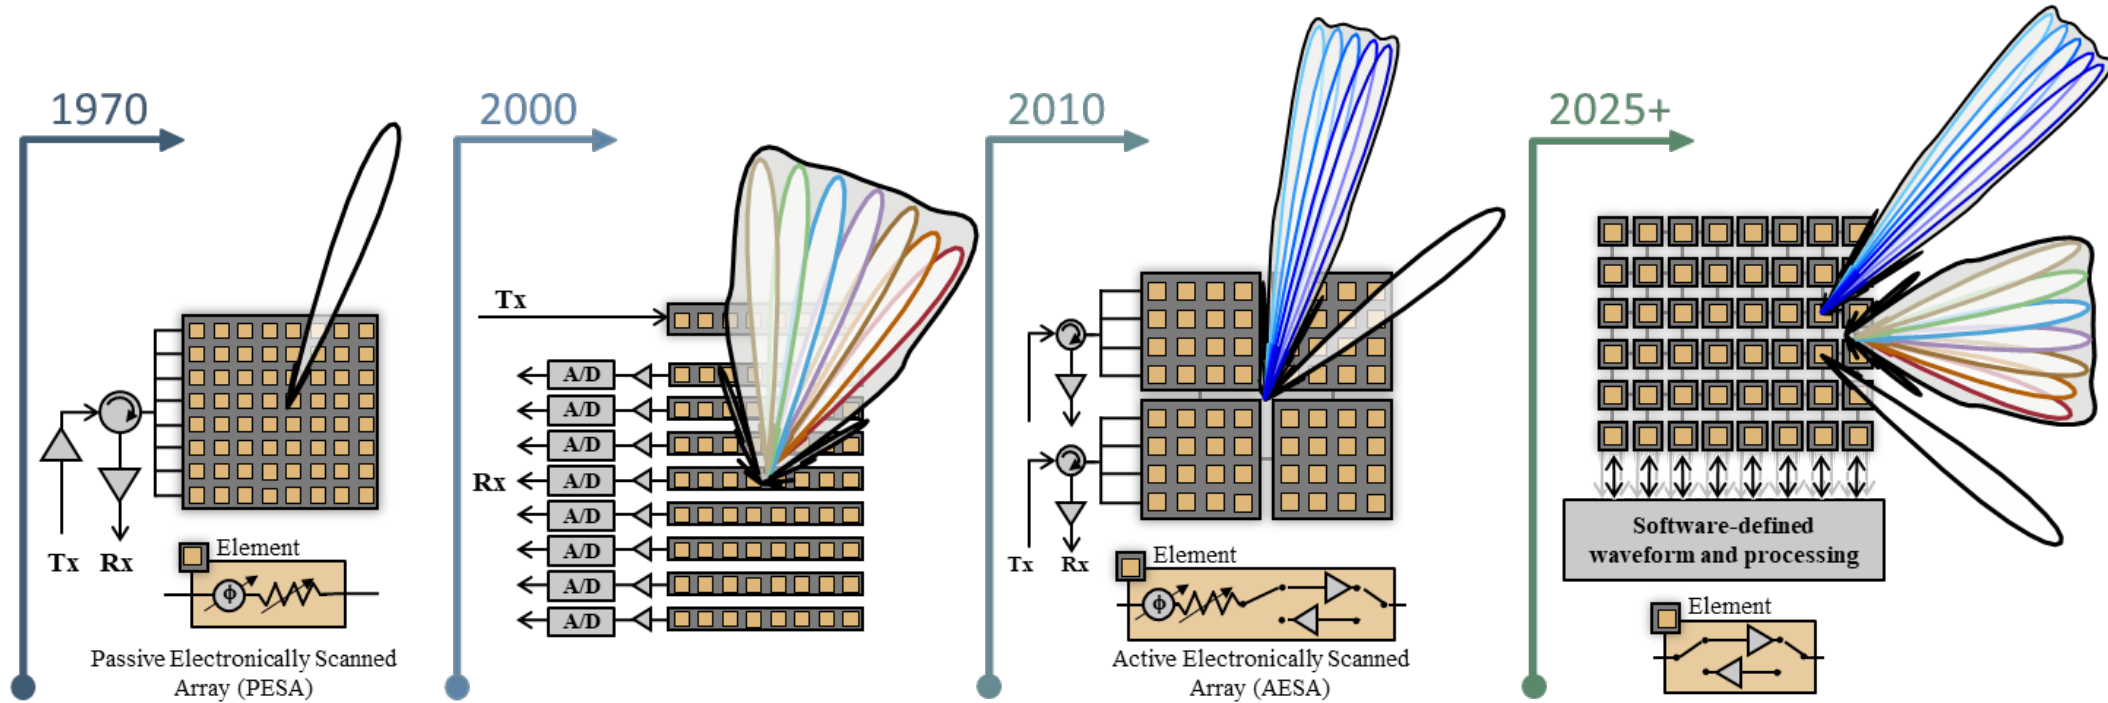 1970
Tx
Rx
Element
ϕ
Passive Electronically Scanned
Array (PESA)
2000
Tx
A/D
A/D
A/D
Rx
A/D
A/D
A/D
A/D
A/D
2010
Tx
Rx
Element
ϕ
Active Electronically Scanned
Array (AESA)
2025+
Software-defined
waveform and processing
Element